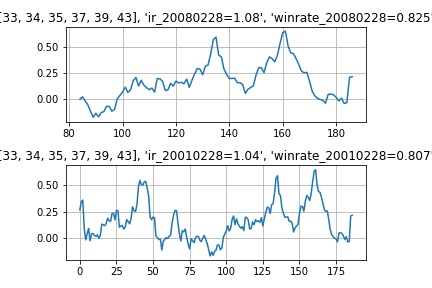 [33, 34, 35, 37, 39, 43], 'ir_20080228=1.08', 'winrate_20080228=0.825'
0.50
0.25
0.00
80 100 120 140 160 180
[33, 34, 35, 37, 39, 43], 'ir_20010228=1.04', 'winrate_20010228=0.807'
0.50
0.25
0.00
0 25 50 75 100 125 150 175